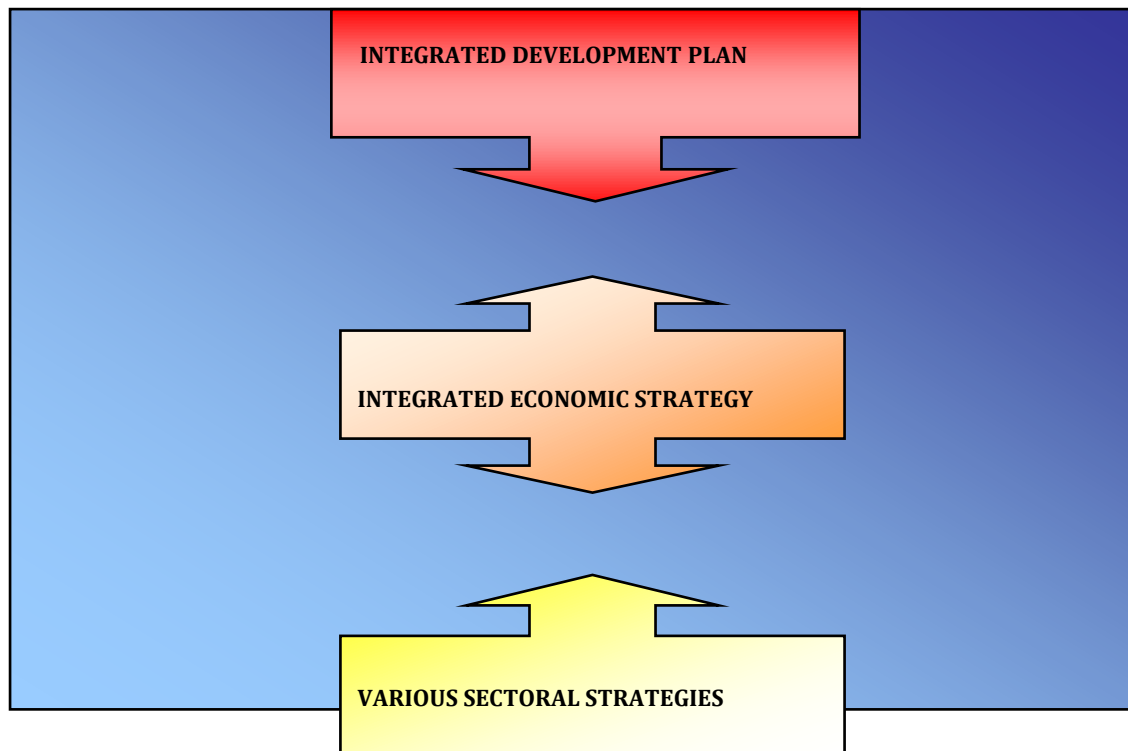 INTEGRATED DEVELOPMENT PLAN
INTEGRATED ECONOMIC STRATEGY
VARIOUS SECTORAL STRATEGIES